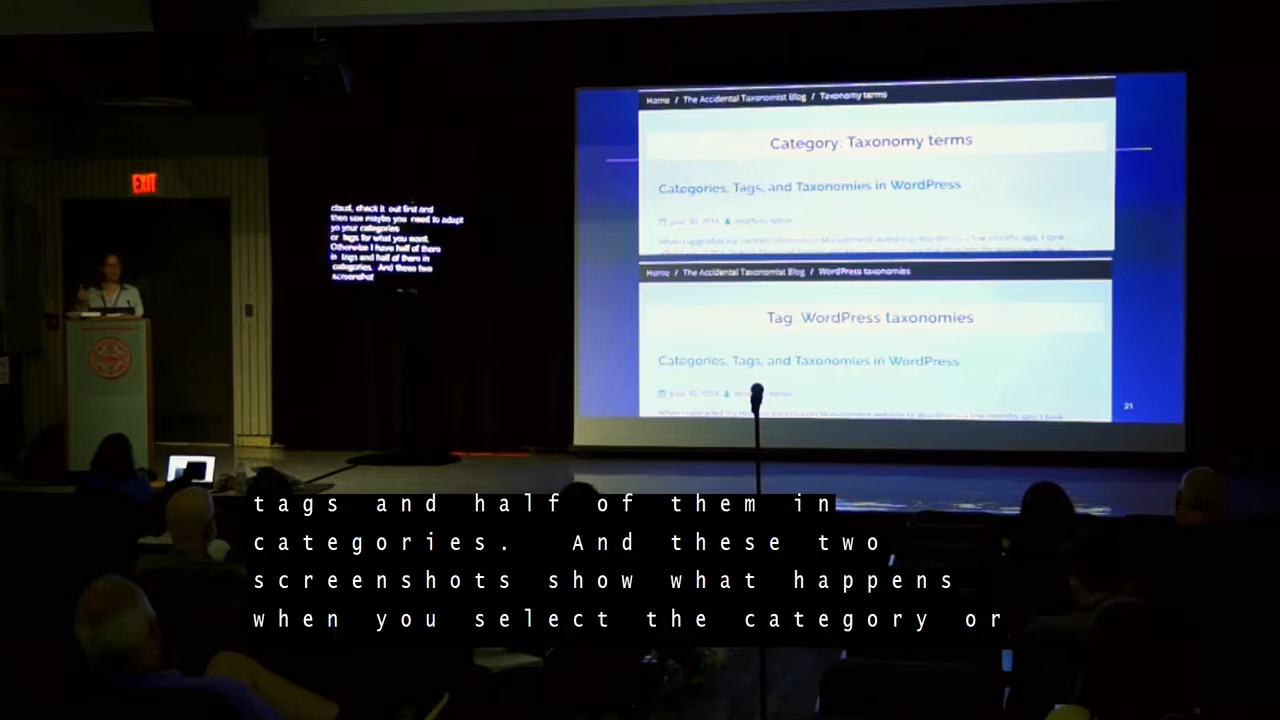 EXIT
cloud, check it out first and
then see maybe you need to adapt
yo your categories
or tags for what you want.
Otherwise I have half of them
in tags and half of them in
categories. And these two
screenshot
Home / The Accidental Taxonomist Blog / Taxonomy terms
Category: Taxonomy terms
Categories, Tags, and Taxonomies in WordPress
Home / The Accidental Taxonomist Blog / WordPress taxonomies
Tag: WordPress taxonomies
Categories, Tags, and Taxonomies in WordPress
21
tags and half of them in
categories. And these two
screenshots show what happens
when you select the category or